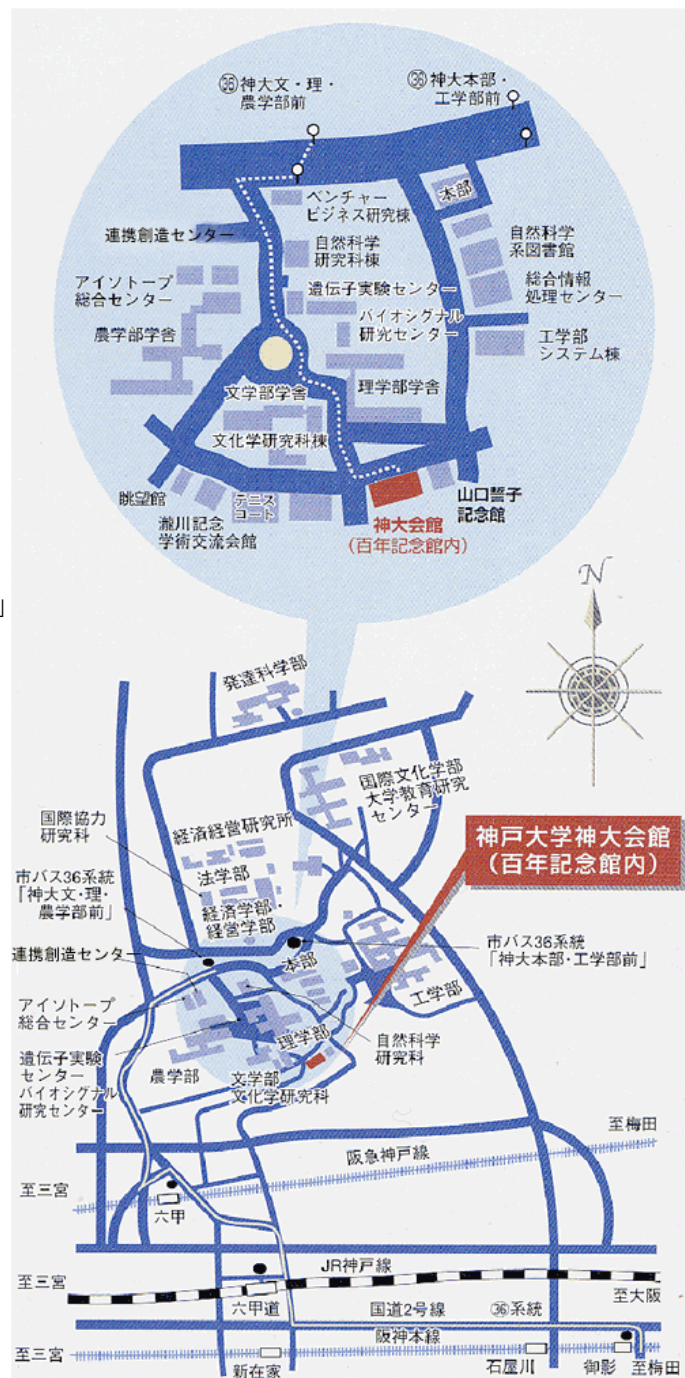 ㊱神大文・理・
農学部前
㊱神大本部・
工学部前
本部
ベンチャー
ビジネス研究棟
連携創造センター
自然科学
研究科棟
自然科学
系図書館
アイソトープ
総合センター
遺伝子実験センター
総合情報
処理センター
バイオシグナル
研究センター
農学部学舎
工学部
システム棟
文学部学舎
理学部学舎
文化学研究科棟
眺望館
テニス
コート
山口誓子
記念館
瀧川記念
学術交流会館
神大会館
(百年記念館内)
N
」
発達科学部
国際文化学部
大学教育研究
センター
国際協力
研究科
経済経営研究所
神戸大学神大会館
(百年記念館内)
法学部
市バス36系統
「神大文・理・
農学部前」
経済学部・
経営学部
市バス36系統
「神大本部・工学部前」
連携創造センター
本部
工学部
アイソトープ
総合センター
理学部
自然科学
研究科
遺伝子実験
センター
バイオシグナル
研究センター
農学部
文学部
文化学研究科
至梅田
阪急神戸線
至三宮
六甲
JR神戸線
至三宮
至大阪
六甲道
国道2号線
㊱系統
阪神本線
至三宮
新在家
石屋川
御影
至梅田